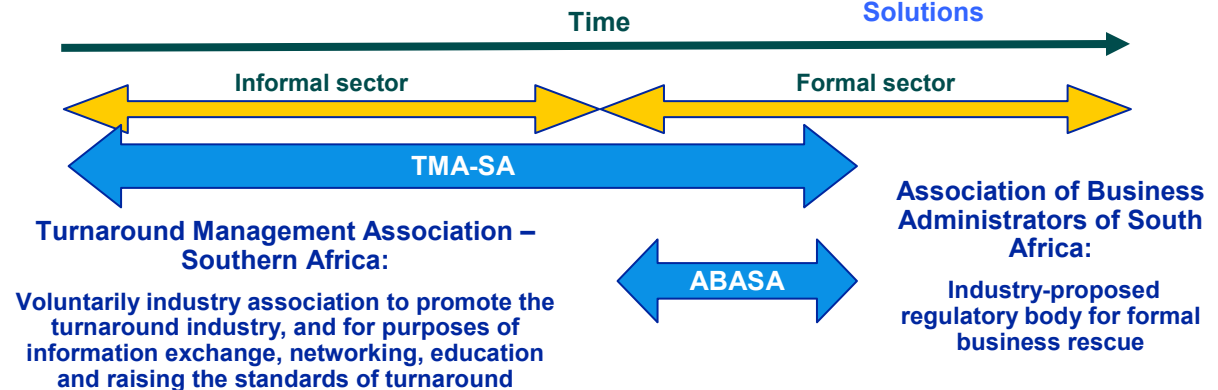 Solutions
Time
Informal sector
Formal sector
TMA-SA
Turnaround Management Association –
Southern Africa:
Voluntarily industry association to promote the
turnaround industry, and for purposes of
information exchange, networking, education
and raising the standards of turnaround
ABASA
Association of Business
Administrators of South
Africa:
Industry-proposed
regulatory body for formal
business rescue